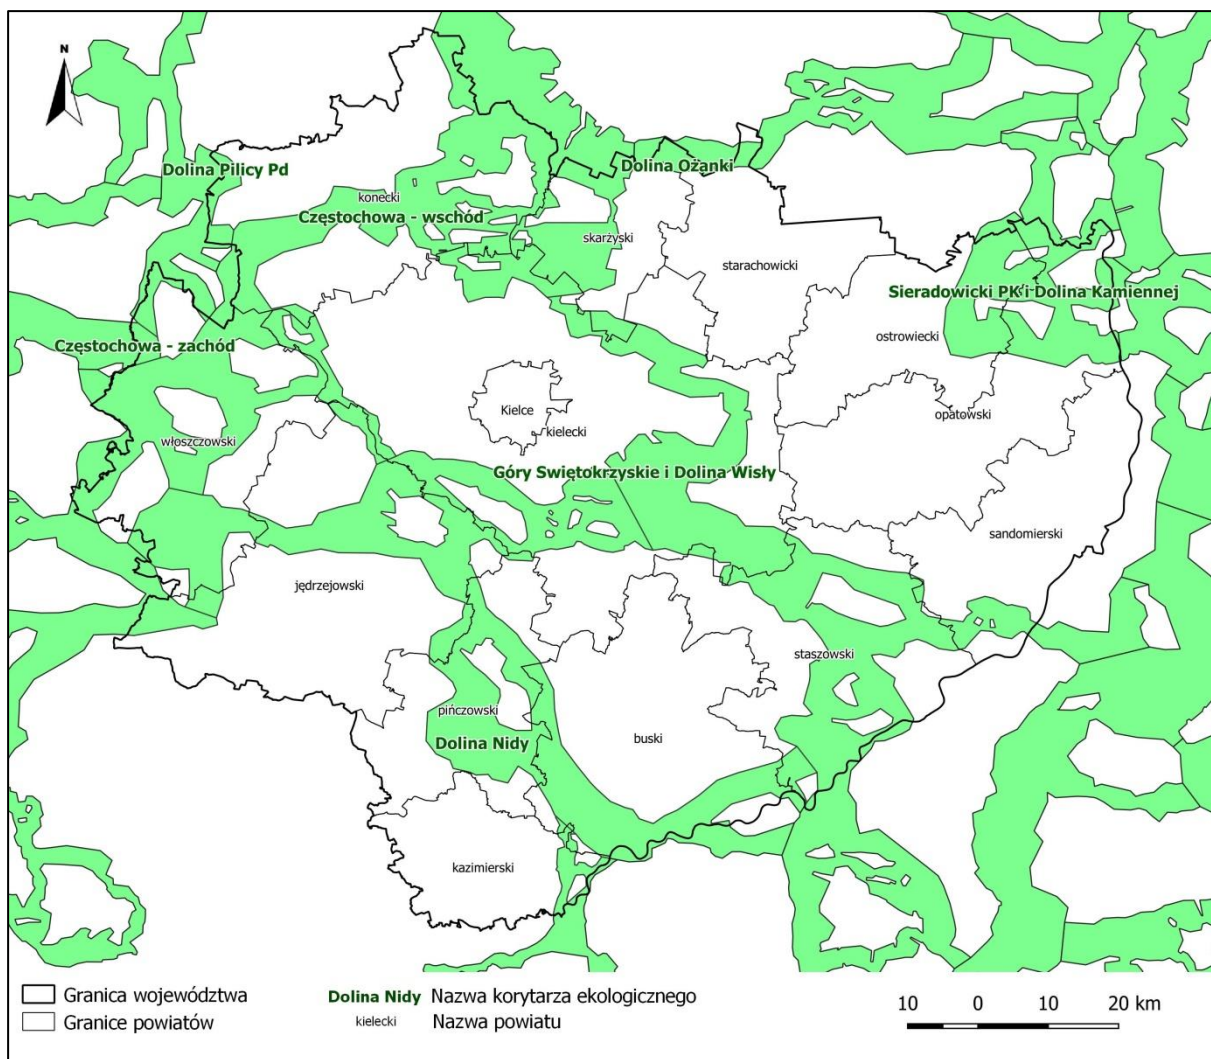 N
Dolina Pilicy Pd
Dolina Ożanki
konecki
Częstochowa - wschód
skarżyski
starachowicki
Sieradowicki PK i Dolina Kamiennej
Częstochowa - zachód
ostrowiecki
Kielce
opatowski
włoszczowski
kielecki
Góry Swiętokrzyskie i Dolina Wisły
sandomierski
jędrzejowski
staszowski
pińczowski
buski
Dolina Nidy
kazimierski
Granica województwa
Dolina Nidy Nazwa korytarza ekologicznego
Granice powiatów
kielecki Nazwa powiatu
10 0 10 20 km